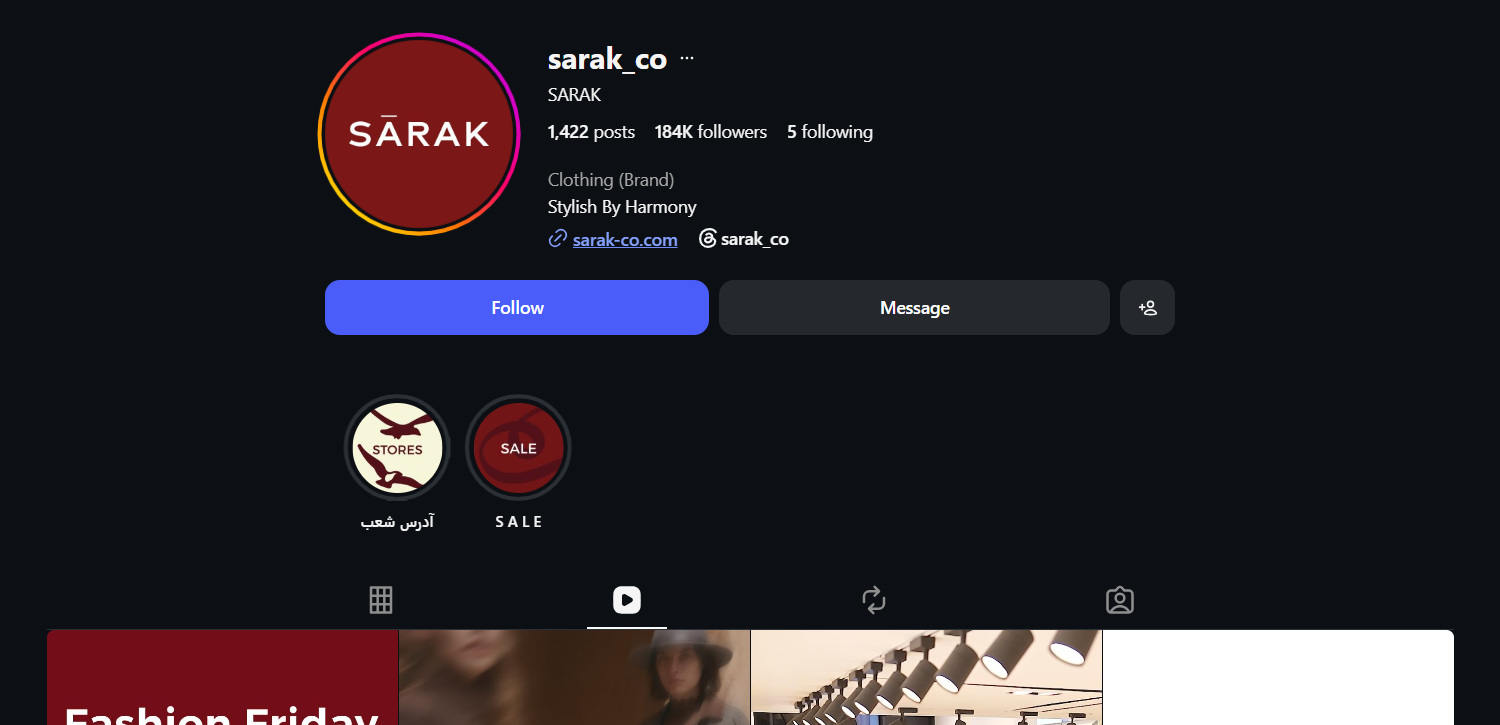 SĀRAK
sarak_co
SARAK
1,422 posts 184K followers 5 following
Clothing (Brand)
Stylish By Harmony
sarak-co.com sarak_co
Follow
Message
STORES
SALE
آدرس شعب
S A L E
Fashion Friday